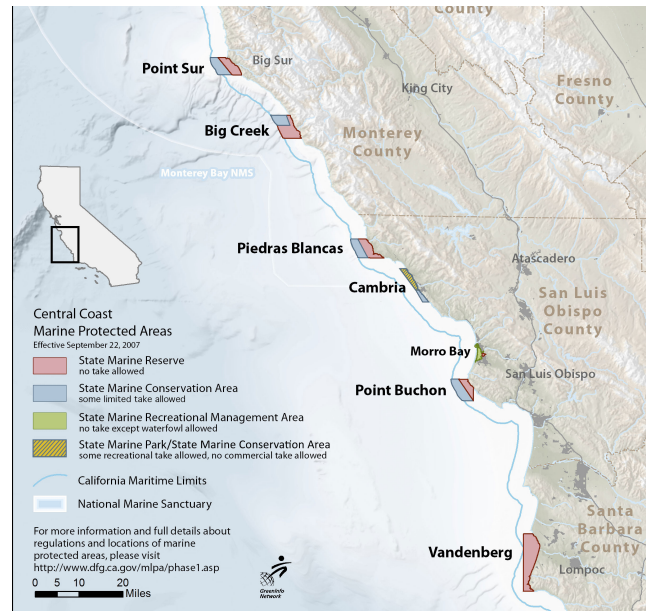 County
Point Sur
Big Sur
King City
Fresno
County
Big Creek
Monterey
County
Monterey Bay NMS
Piedras Blancas
Atascadero
Cambria
San Luis
Obispo
County
Central Coast
Marine Protected Areas
Effective September 22, 2007
State Marine Reserve
no take allowed
State Marine Conservation Area
some limited take allowed
State Marine Recreational Management Area
no take except waterfowl allowed
State Marine Park/State Marine Conservation Area
some recreational take allowed, no commercial take allowed
California Maritime Limits
National Marine Sanctuary
Morro Bay
San Luis Obispo
Point Buchon
Santa
Barbara
County
Vandenberg
Lompoc
For more information and full details about
regulations and locations of marine
protected areas, please visit
http://www.dfg.ca.gov/mlpa/phase1.asp
0 5 10 20
Miles
GreenInfo
Network